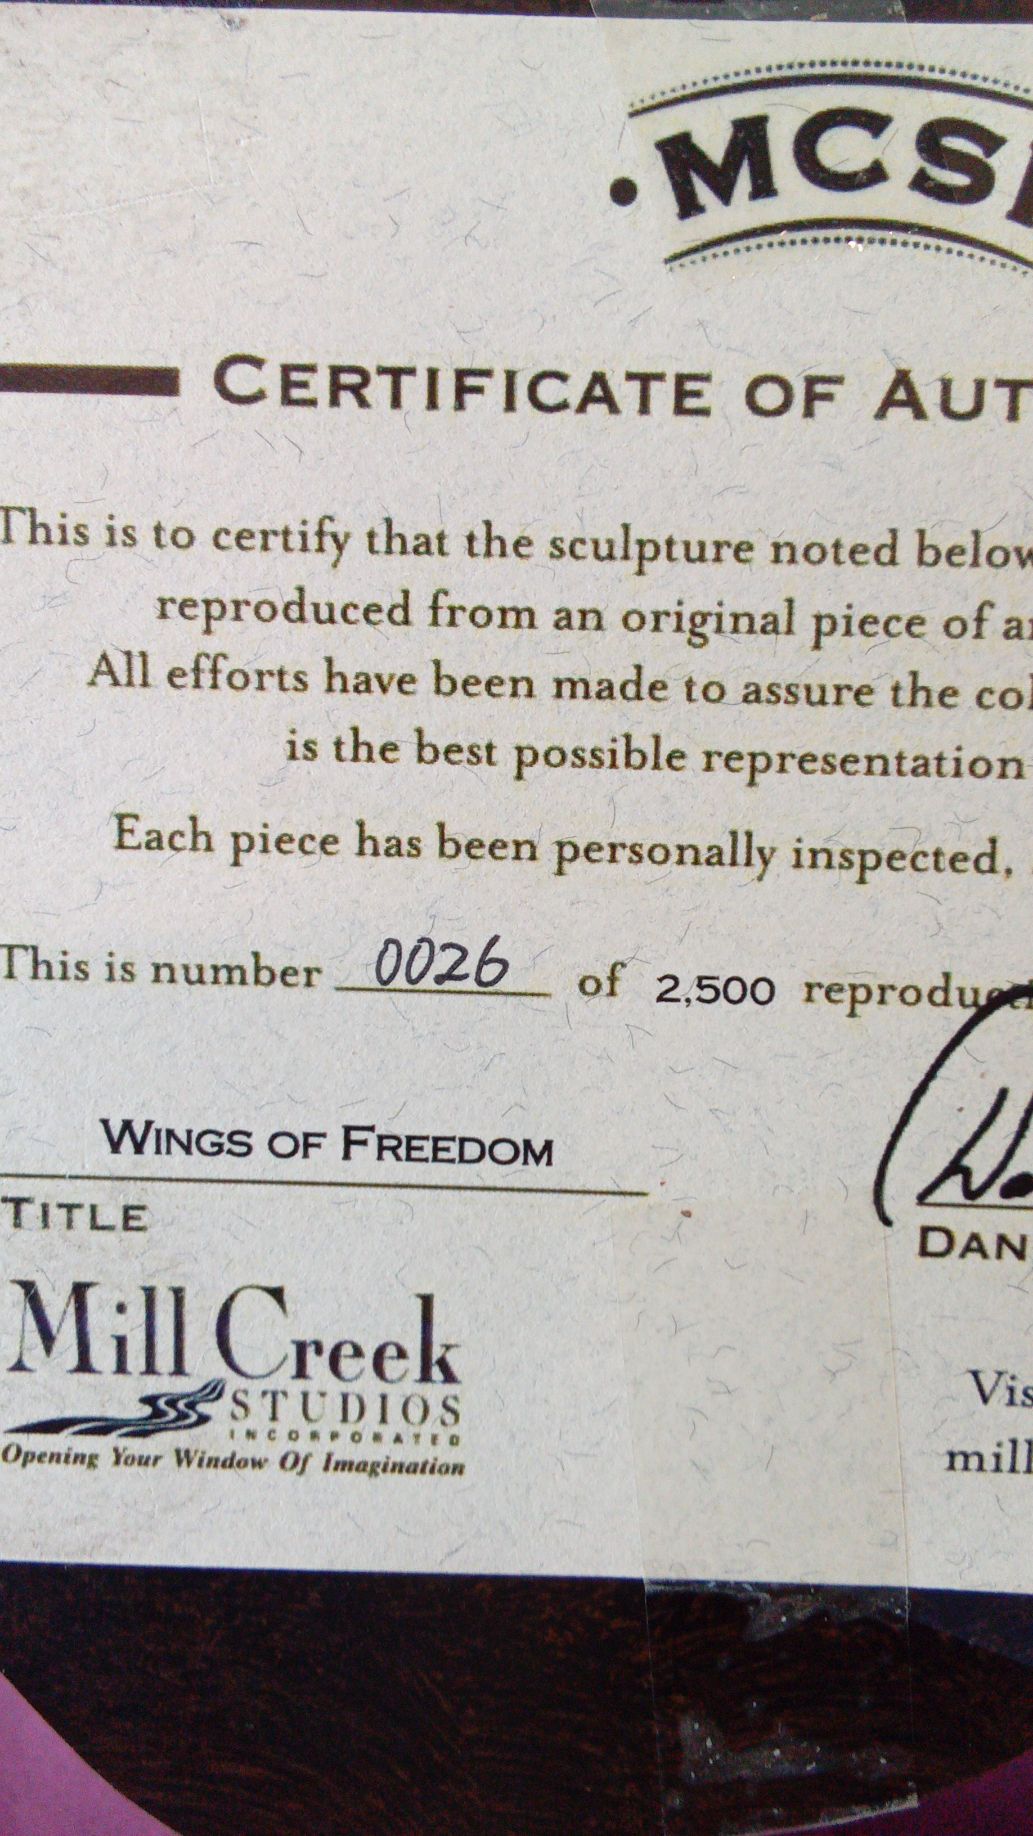 MCSI
CERTIFICATE OF AUT
This is to certify that the sculpture noted below
reproduced from an original piece of a
All efforts have been made to assure the col
is the best possible representation
Each piece has been personally inspected,
This is number 0026 of 2,500 reproduct
WINGS OF FREEDOM
TITLE
DAN
Mill Creek
STUDIOS
INCORPORATED
Opening Your Window Of Imagination
Vis
mill